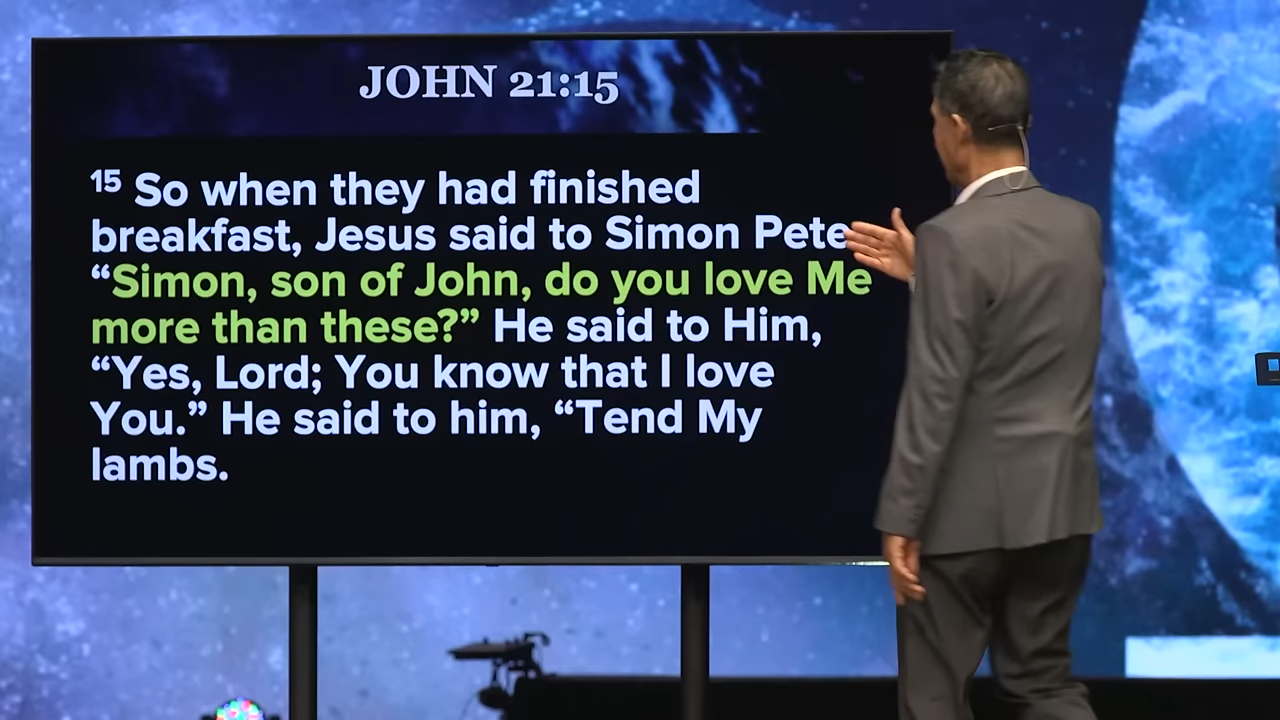 JOHN 21:15
15 So when they had finished
breakfast, Jesus said to Simon Pete
“Simon, son of John, do you love Me
more than these?” He said to Him,
“Yes, Lord; You know that I love
You.” He said to him, “Tend My
lambs.